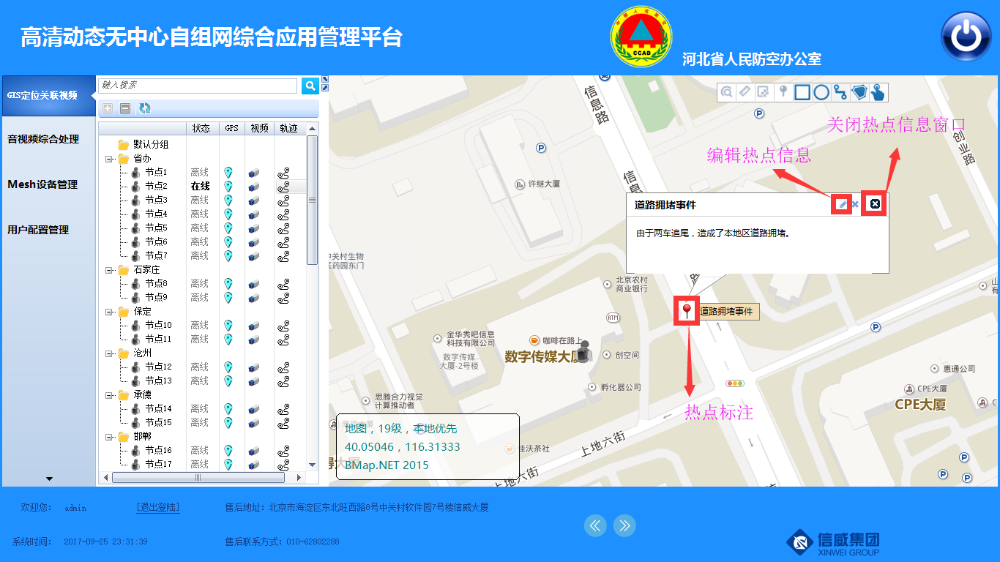 高清动态无中心自组网综合应用管理平台
中国人民防空
CCAD
河北省人民防空办公室
GIS定位关联视频
音视频综合处理
Mesh设备管理
用户配置管理
键入搜索
状态 GPS 视频 轨迹
默认分组
省办
节点1 离线
节点2 在线
节点3 离线
节点4 离线
节点5 离线
节点6 离线
节点7 离线
石家庄
节点8 离线
节点9 离线
保定
节点10 离线
节点11 离线
沧州
节点12 离线
节点13 离线
承德
节点14 离线
节点15 离线
邯郸
节点16 离线
节点17 离线
信息路
P
关闭热点信息窗口
创业路
编辑热点信息
P
许继大厦
信息
道路拥堵事件
由于两车追尾，造成了本地区道路拥堵。
中关村生物
医药园东门
路
北京农村
商业银行
道路拥堵事件
ATM
P
金华秀吧信息
科技有限公司
咖啡在路上
数字传媒大厦
数字传媒
大厦-2号楼
创空间
惠通公司
孵化器公司
CPE大厦
CPE大厦
思腾合力视觉
计算推动者
热点标注
地图，19级，本地优先
40.05046，116.31333
BMap.NET 2015
佳沃茶社
上地六街
上地六街
得大厦
P
P
P
欢迎您： admin [退出登陆] 售后地址：北京市海淀区东北旺西路8号中关村软件园7号楼信威大厦
系统时间： 2017-09-25 23:31:39 售后联系方式：010-62802288
信威集团
XINWEI GROUP